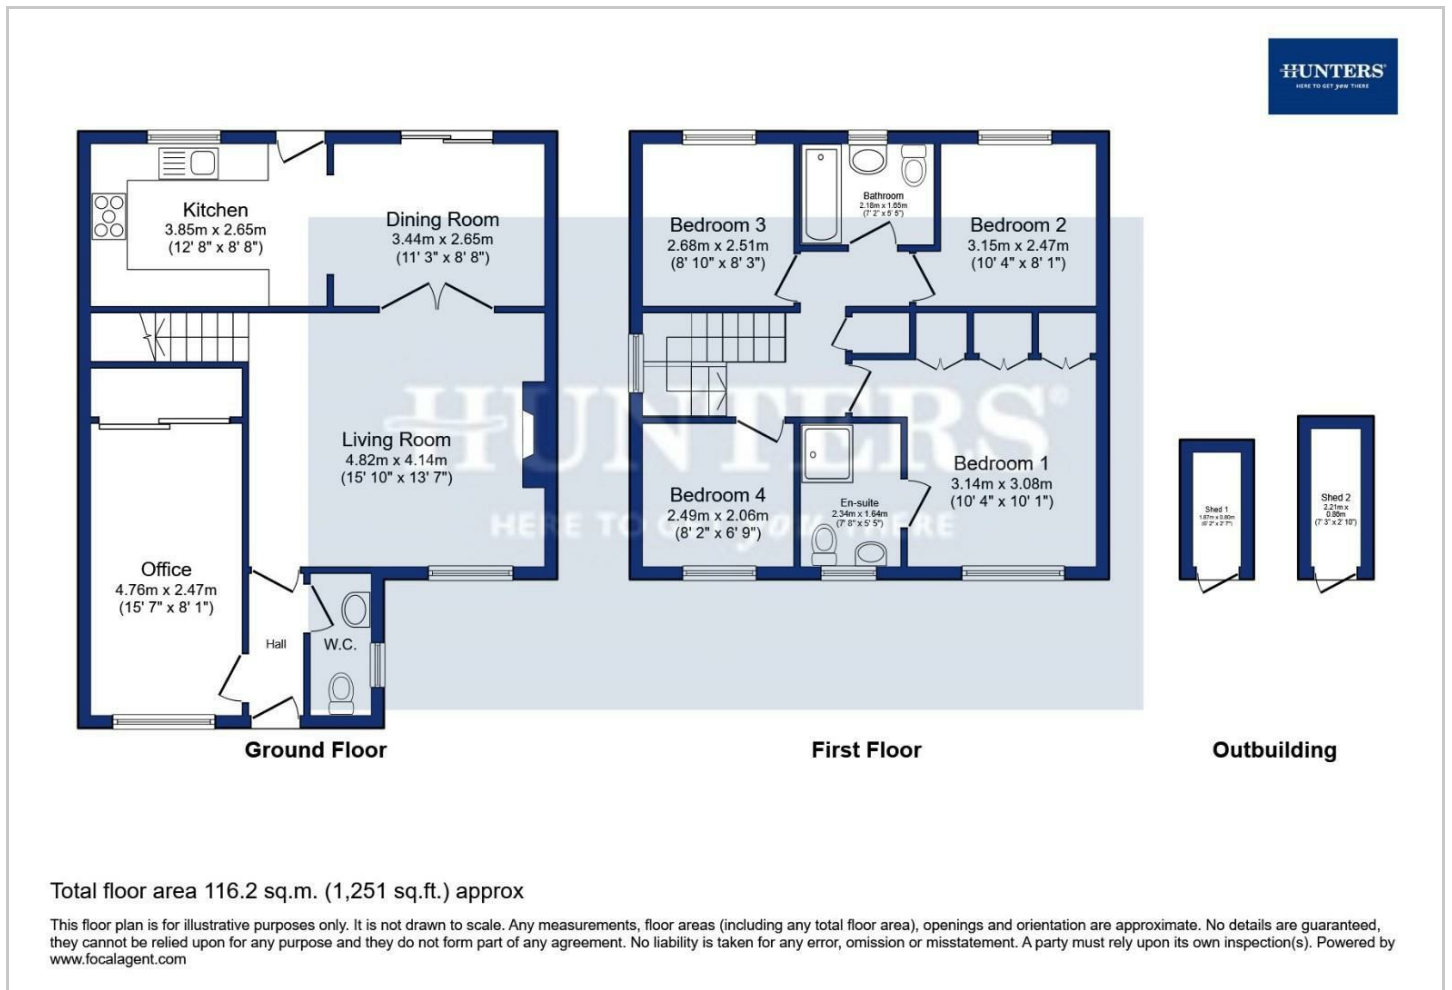 HUNTERS®
HERE TO GET you THERE
Kitchen
3.85m x 2.65m
(12' 8" x 8' 8")
Dining Room
3.44m x 2.65m
(11' 3" x 8' 8")
Living Room
4.82m x 4.14m
(15' 10" x 13' 7")
Office
4.76m x 2.47m
(15' 7" x 8' 1")
Hall
W.C.
Ground Floor
Bedroom 3
2.68m x 2.51m
(8' 10" x 8' 3")
Bathroom
2.18m x 1.65m
(7' 2" x 5' 5")
Bedroom 2
3.15m x 2.47m
(10' 4" x 8' 1")
Bedroom 4
2.49m x 2.06m
(8' 2" x 6' 9")
En-suite
2.34m x 1.64m
(7' 8" x 5' 5")
Bedroom 1
3.14m x 3.08m
(10' 4" x 10' 1")
First Floor
Shed 1
1.87m x 0.80m
(6' 2" x 2' 7")
Shed 2
2.21m x
0.86m
(7' 3" x 2' 10")
Outbuilding
HUNTERS®
HERE TO GET you THERE
Total floor area 116.2 sq.m. (1,251 sq.ft.) approx
This floor plan is for illustrative purposes only. It is not drawn to scale. Any measurements, floor areas (including any total floor area), openings and orientation are approximate. No details are guaranteed,
they cannot be relied upon for any purpose and they do not form part of any agreement. No liability is taken for any error, omission or misstatement. A party must rely upon its own inspection(s). Powered by
www.focalagent.com